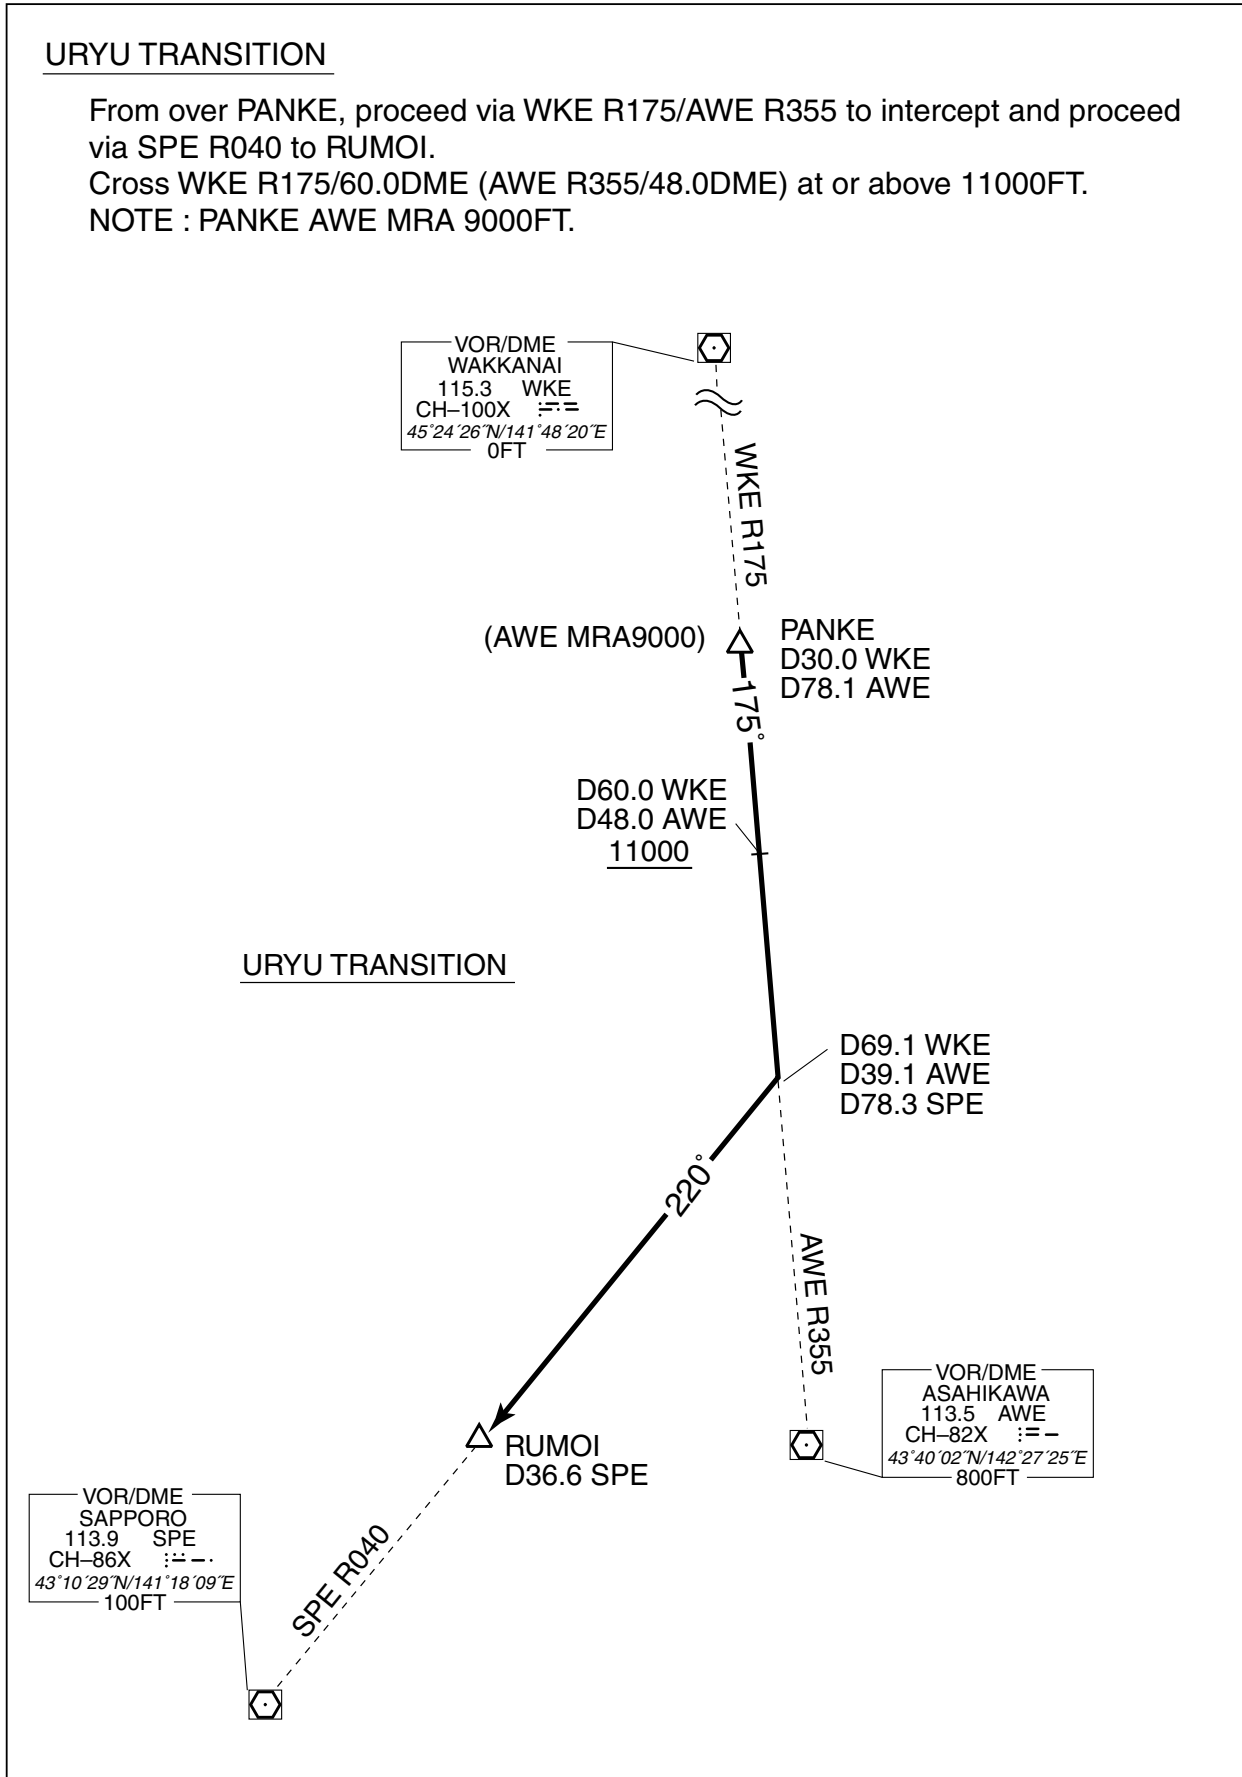 URYU TRANSITION
From over PANKE, proceed via WKE R175/AWE R355 to intercept and proceed
via SPE R040 to RUMOI.
Cross WKE R175/60.0DME (AWE R355/48.0DME) at or above 11000FT.
NOTE : PANKE AWE MRA 9000FT.
VOR/DME
WAKKANAI
115.3 WKE
CH–100X
45°24′26″N/141°48′20″E
0FT
WKE R175
(AWE MRA9000)
PANKE
D30.0 WKE
D78.1 AWE
175°
D60.0 WKE
D48.0 AWE
11000
URYU TRANSITION
D69.1 WKE
D39.1 AWE
D78.3 SPE
220°
AWE R355
VOR/DME
ASAHIKAWA
113.5 AWE
CH–82X
43°40′02″N/142°27′25″E
800FT
RUMOI
D36.6 SPE
VOR/DME
SAPPORO
113.9 SPE
CH–86X
43°10′29″N/141°18′09″E
100FT
SPE R040